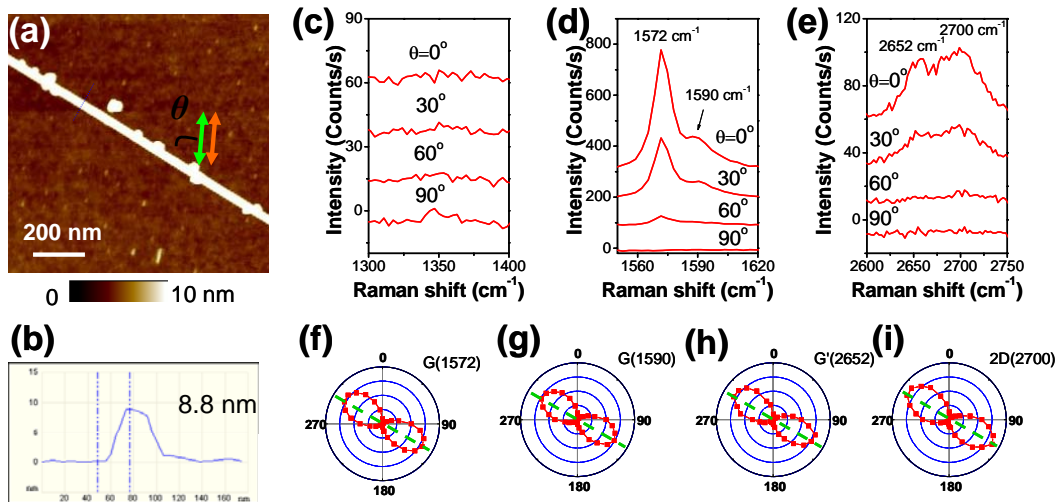 (a)
θ
200 nm
0 10 nm
(b)
15
10
5
0
nm
0 20 40 60 80 100 120 140 160
8.8 nm
(c)
Intensity (Counts/s)
90
60
30
0
θ=0°
30°
60°
90°
1300 1350 1400
Raman shift (cm⁻¹)
(d)
Intensity (Counts/s)
800
600
400
200
0
1572 cm⁻¹
1590 cm⁻¹
θ=0°
30°
60°
90°
1560 1590 1620
Raman shift (cm⁻¹)
(e)
Intensity (Counts/s)
120
80
40
0
2700 cm⁻¹
2652 cm⁻¹
θ=0°
30°
60°
90°
2600 2650 2700 2750
Raman shift (cm⁻¹)
(f)
0
G(1572)
270 90
180
(g)
0
G(1590)
270 90
180
(h)
0
G'(2652)
270 90
180
(i)
0
2D(2700)
270 90
180